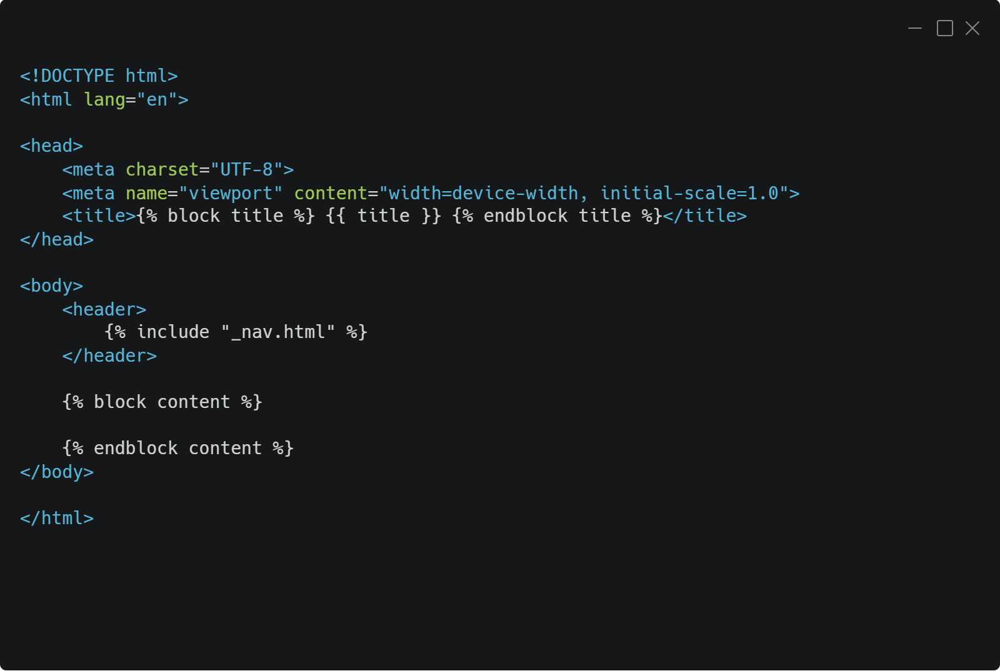 <!DOCTYPE html>
<html lang="en">
<head>
    <meta charset="UTF-8">
    <meta name="viewport" content="width=device-width, initial-scale=1.0">
    <title>{% block title %} {{ title }} {% endblock title %}</title>
</head>
<body>
    <header>
        {% include "_nav.html" %}
    </header>
    {% block content %}
    {% endblock content %}
</body>
</html>